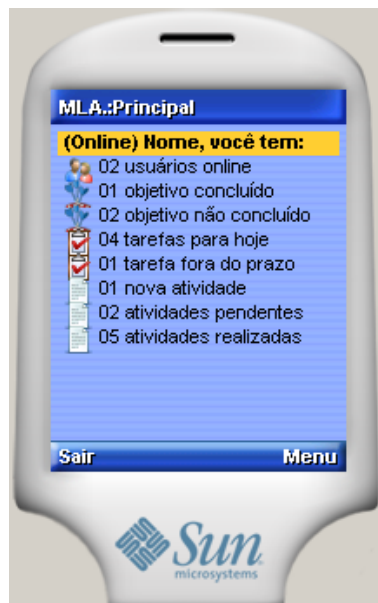 MLA.:Principal
(Online) Nome, você tem:
02 usuários online
01 objetivo concluído
02 objetivo não concluído
04 tarefas para hoje
01 tarefa fora do prazo
01 nova atividade
02 atividades pendentes
05 atividades realizadas
Sair Menu
Sun
microsystems